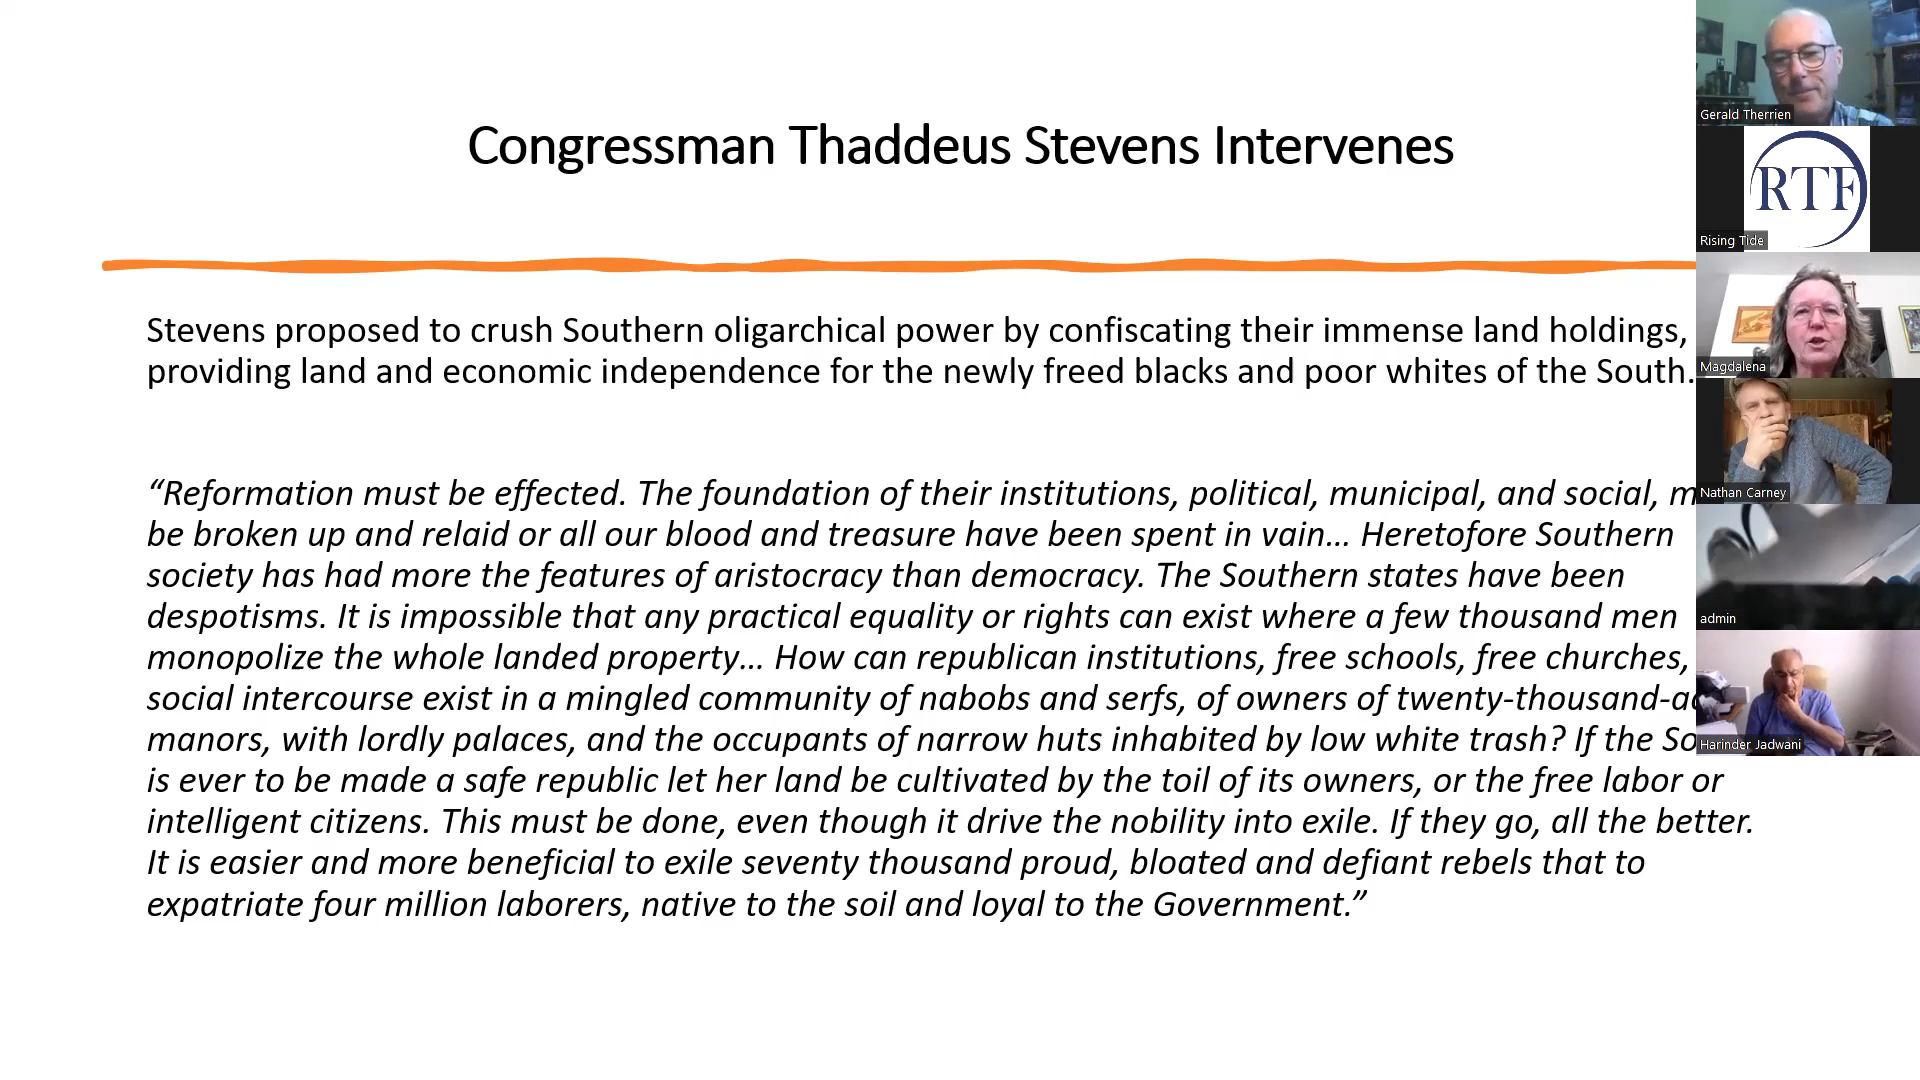 Congressman Thaddeus Stevens Intervenes
Stevens proposed to crush Southern oligarchical power by confiscating their immense land holdings,
providing land and economic independence for the newly freed blacks and poor whites of the South.
“Reformation must be effected. The foundation of their institutions, political, municipal, and social, m
be broken up and relaid or all our blood and treasure have been spent in vain… Heretofore Southern
society has had more the features of aristocracy than democracy. The Southern states have been
despotisms. It is impossible that any practical equality or rights can exist where a few thousand men
monopolize the whole landed property… How can republican institutions, free schools, free churches,
social intercourse exist in a mingled community of nabobs and serfs, of owners of twenty-thousand-a
manors, with lordly palaces, and the occupants of narrow huts inhabited by low white trash? If the So
is ever to be made a safe republic let her land be cultivated by the toil of its owners, or the free labor or
intelligent citizens. This must be done, even though it drive the nobility into exile. If they go, all the better.
It is easier and more beneficial to exile seventy thousand proud, bloated and defiant rebels that to
expatriate four million laborers, native to the soil and loyal to the Government.”
Gerald Therrien
RTF
Rising Tide
Magdalena
Nathan Carney
admin
Harinder Jadwani